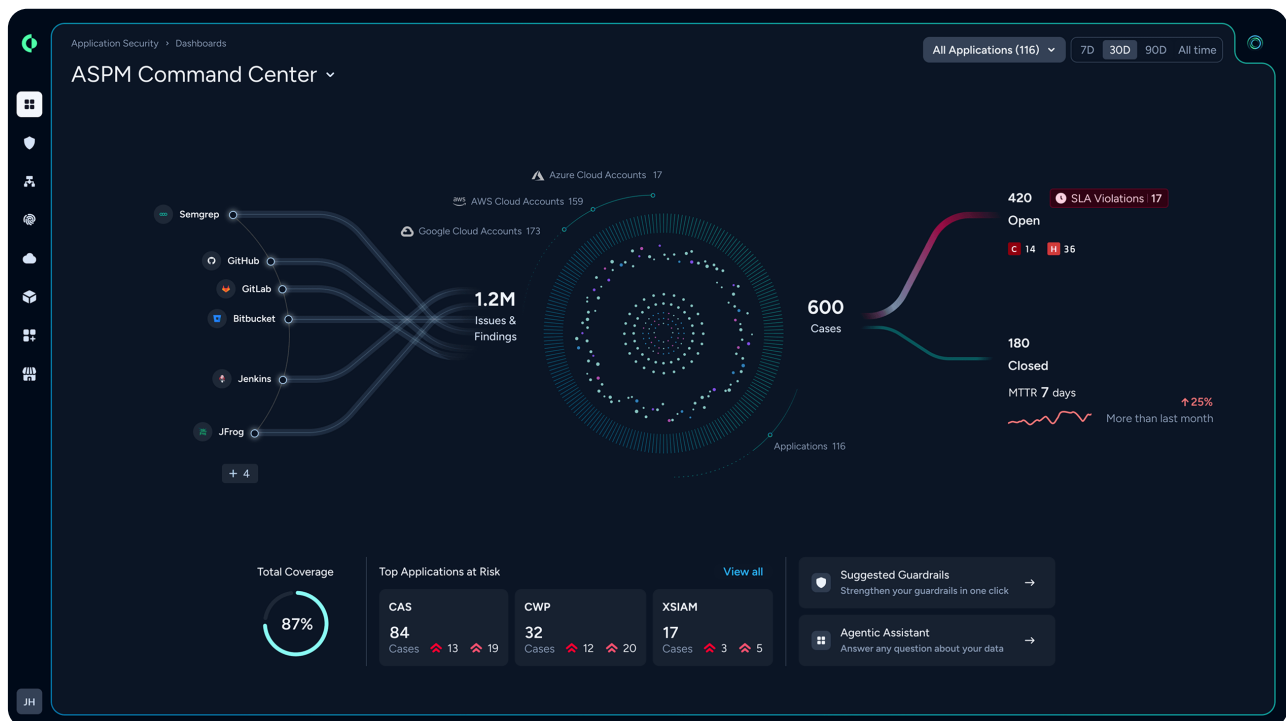 Application Security › Dashboards
ASPM Command Center
All Applications (116)
7D 30D 90D All time
Azure Cloud Accounts 17
aws AWS Cloud Accounts 159
Google Cloud Accounts 173
Semgrep
GitHub
GitLab
Bitbucket
Jenkins
JFrog
+ 4
1.2M
Issues &
Findings
600
Cases
Applications 116
420 SLA Violations 17
Open
C 14 H 36
180
Closed
MTTR 7 days
↑25%
More than last month
Total Coverage
87%
Top Applications at Risk View all
CAS
84
Cases 13 19
CWP
32
Cases 12 20
XSIAM
17
Cases 3 5
Suggested Guardrails
Strengthen your guardrails in one click →
Agentic Assistant
Answer any question about your data →
JH